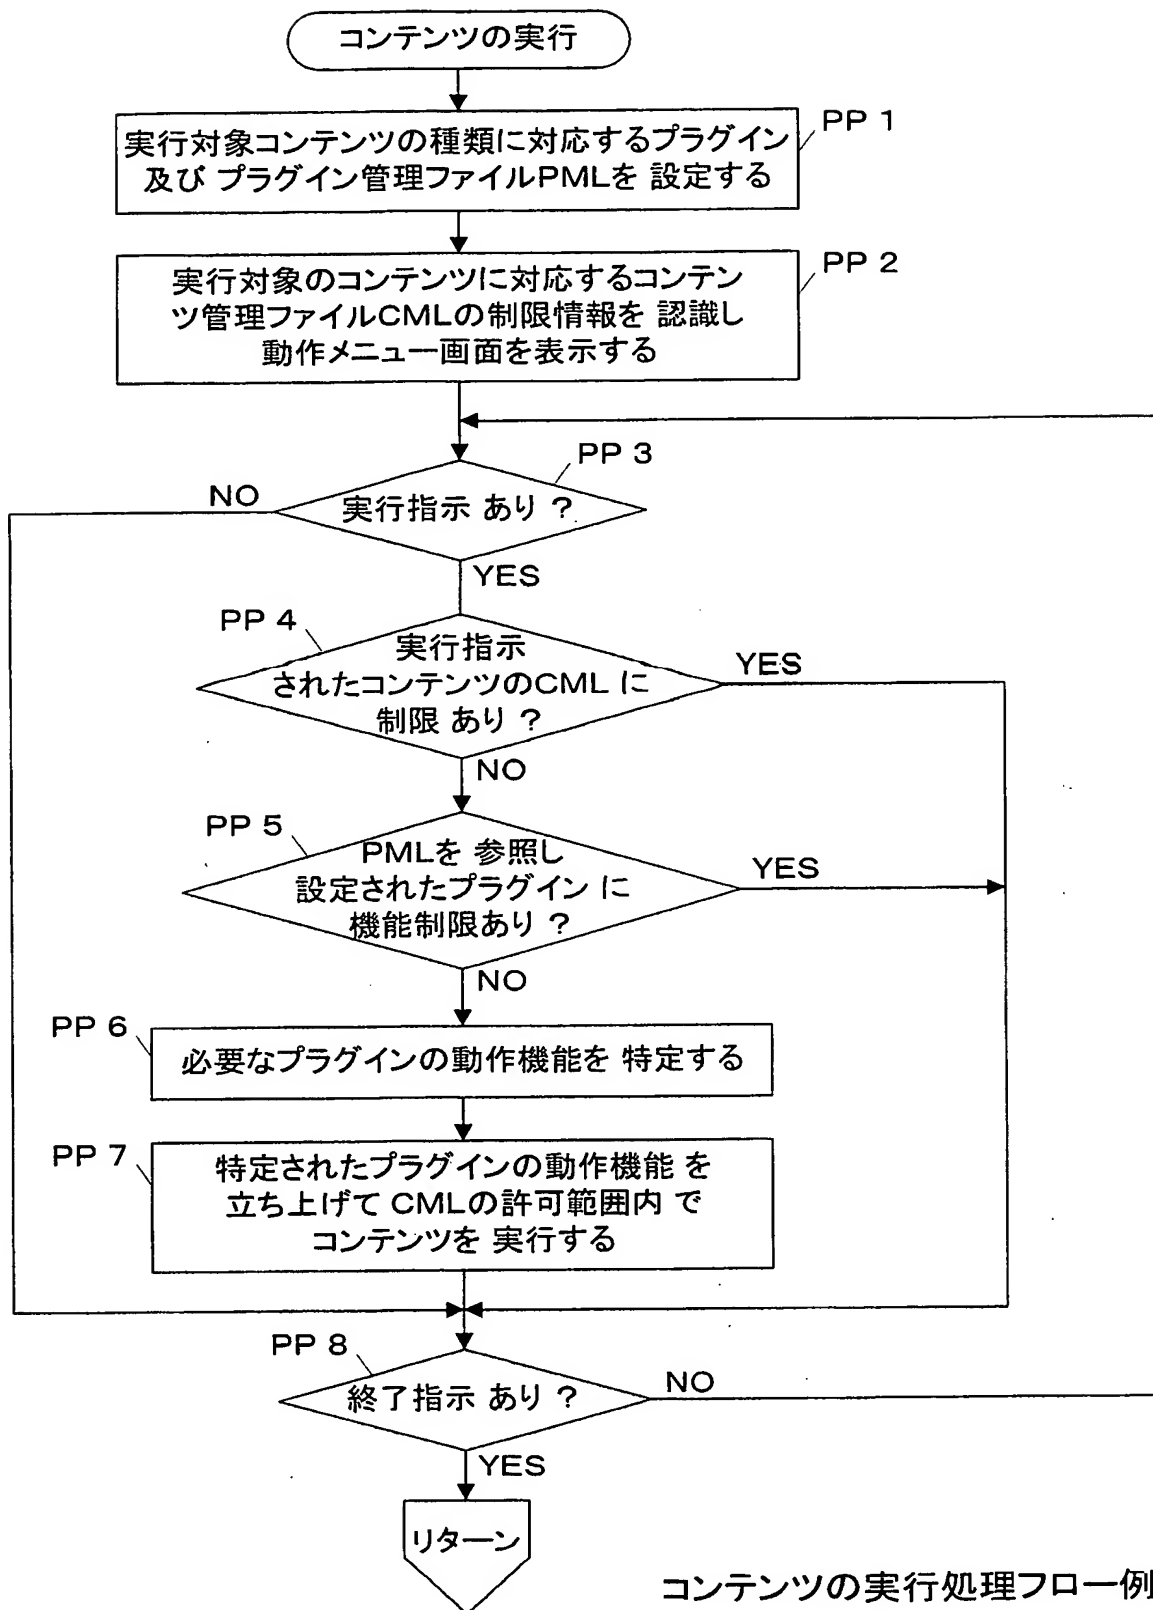 コンテンツの実行
PP 1
実行対象コンテンツの種類に対応するプラグイン
及び プラグイン管理ファイルPMLを 設定する
PP 2
実行対象のコンテンツに対応するコンテン
ツ管理ファイルCMLの制限情報を 認識し
動作メニュー画面を表示する
PP 3
NO
実行指示 あり ?
YES
PP 4
実行指示
されたコンテンツのCML に
制限 あり ?
YES
NO
PP 5
PMLを 参照し
設定されたプラグイン に
機能制限あり ?
YES
NO
PP 6
必要なプラグインの動作機能を 特定する
PP 7
特定されたプラグインの動作機能 を
立ち上げて CMLの許可範囲内 で
コンテンツを 実行する
PP 8
終了指示 あり ?
NO
YES
リターン
コンテンツの実行処理フロー例